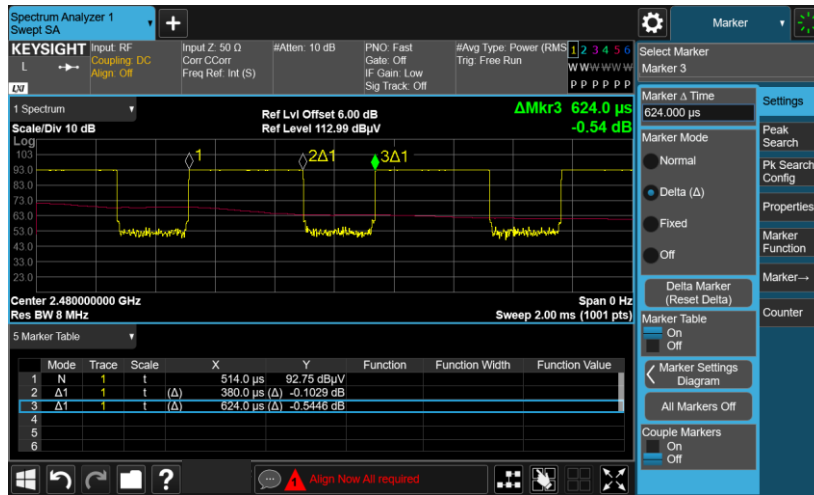 Spectrum Analyzer 1
Swept SA
+
Marker
KEYSIGHT
L
LXI
Input: RF
Coupling: DC
Align: Off
Input Z: 50 Ω
Corr CCorr
Freq Ref: Int (S)
#Atten: 10 dB
PNO: Fast
Gate: Off
IF Gain: Low
Sig Track: Off
#Avg Type: Power (RMS
Trig: Free Run
1 2 3 4 5 6
W W W W W W
P P P P P P
Select Marker
Marker 3
1 Spectrum
Scale/Div 10 dB
Ref Lvl Offset 6.00 dB
Ref Level 112.99 dBµV
ΔMkr3 624.0 µs
-0.54 dB
Log
103
93.0
83.0
73.0
63.0
53.0
43.0
33.0
23.0
1
2Δ1
3Δ1
Center 2.480000000 GHz
Res BW 8 MHz
Span 0 Hz
Sweep 2.00 ms (1001 pts)
5 Marker Table
Mode Trace Scale X Y Function Function Width Function Value
1 N 1 t 514.0 µs 92.75 dBµV
2 Δ1 1 t (Δ) 380.0 µs (Δ) -0.1029 dB
3 Δ1 1 t (Δ) 624.0 µs (Δ) -0.5446 dB
4
5
6
Marker Δ Time
624.000 µs
Marker Mode
Normal
Delta (Δ)
Fixed
Off
Delta Marker
(Reset Delta)
Marker Table
On
Off
Marker Settings
Diagram
All Markers Off
Couple Markers
On
Off
Settings
Peak
Search
Pk Search
Config
Properties
Marker
Function
Marker→
Counter
?
1
Align Now All required